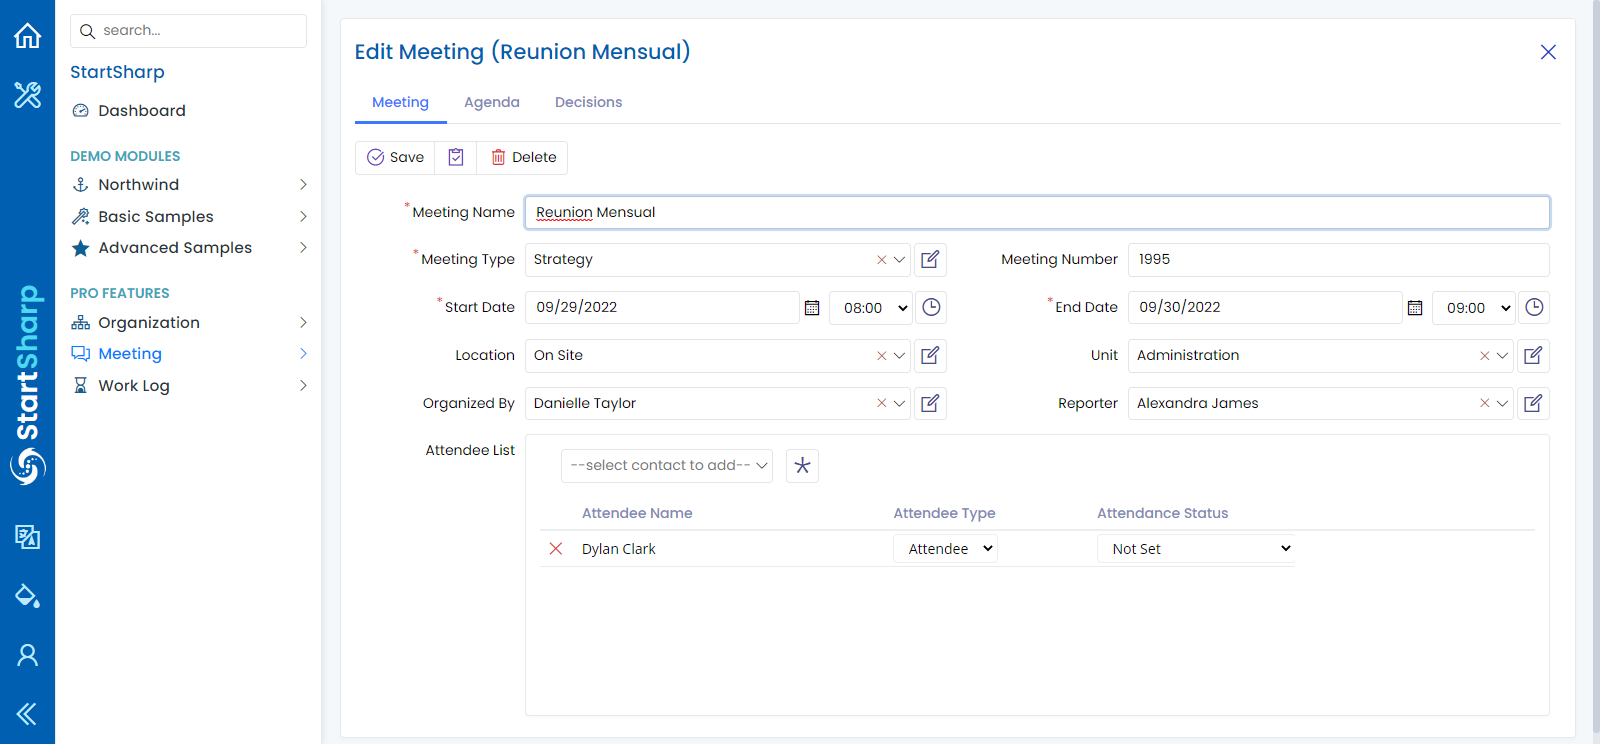 search...
StartSharp
Dashboard
DEMO MODULES
Northwind
Basic Samples
Advanced Samples
PRO FEATURES
Organization
Meeting
Work Log
StartSharp
Edit Meeting (Reunion Mensual)
Meeting Agenda Decisions
Save Delete
*Meeting Name Reunion Mensual
*Meeting Type Strategy Meeting Number 1995
*Start Date 09/29/2022 08:00 *End Date 09/30/2022 09:00
Location On Site Unit Administration
Organized By Danielle Taylor Reporter Alexandra James
Attendee List
--select contact to add--
Attendee Name Attendee Type Attendance Status
Dylan Clark Attendee Not Set